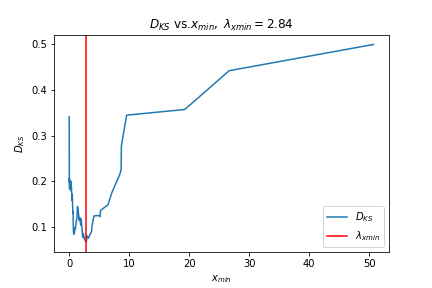 D_KS vs.x_min, λ_xmin = 2.84
0.5
0.4
0.3
0.2
0.1
D_KS
0 10 20 30 40 50
x_min
D_KS
λ_xmin